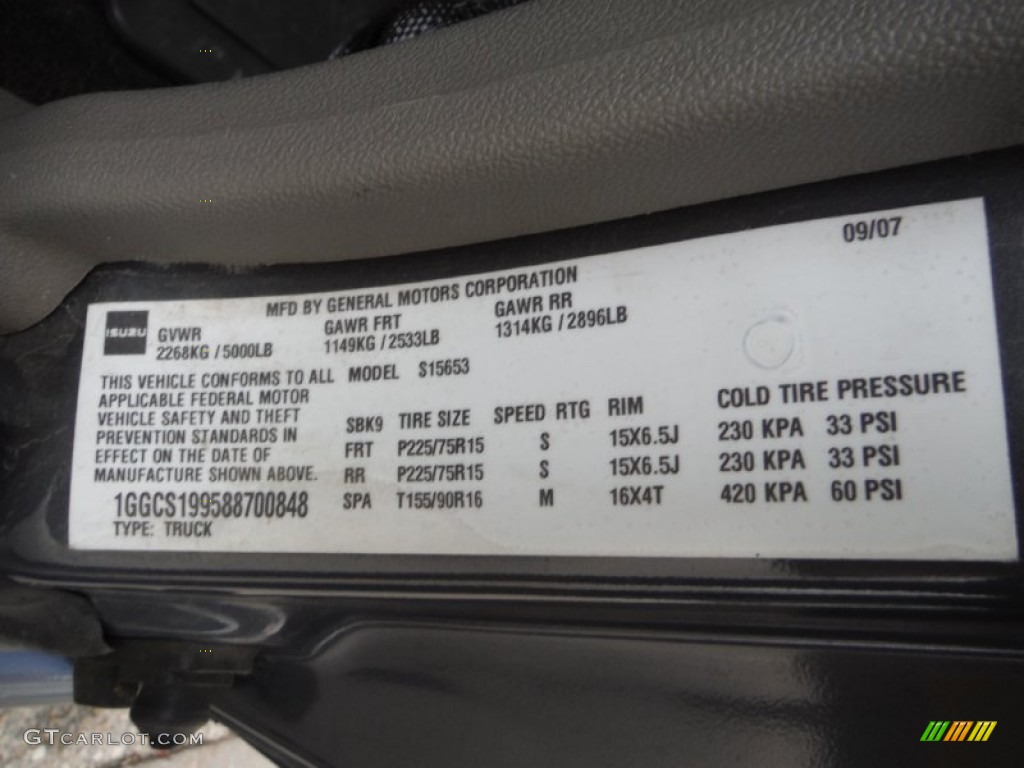 09/07
MFD BY GENERAL MOTORS CORPORATION
ISUZU
GVWR GAWR FRT GAWR RR
2268KG / 5000LB 1149KG / 2533LB 1314KG / 2896LB
THIS VEHICLE CONFORMS TO ALL MODEL S15653
APPLICABLE FEDERAL MOTOR
VEHICLE SAFETY AND THEFT
PREVENTION STANDARDS IN
EFFECT ON THE DATE OF
MANUFACTURE SHOWN ABOVE.
1GGCS199588700848
TYPE: TRUCK
SBK9 TIRE SIZE SPEED RTG RIM COLD TIRE PRESSURE
FRT P225/75R15 S 15X6.5J 230 KPA 33 PSI
RR P225/75R15 S 15X6.5J 230 KPA 33 PSI
SPA T155/90R16 M 16X4T 420 KPA 60 PSI
GTCARLOT.COM